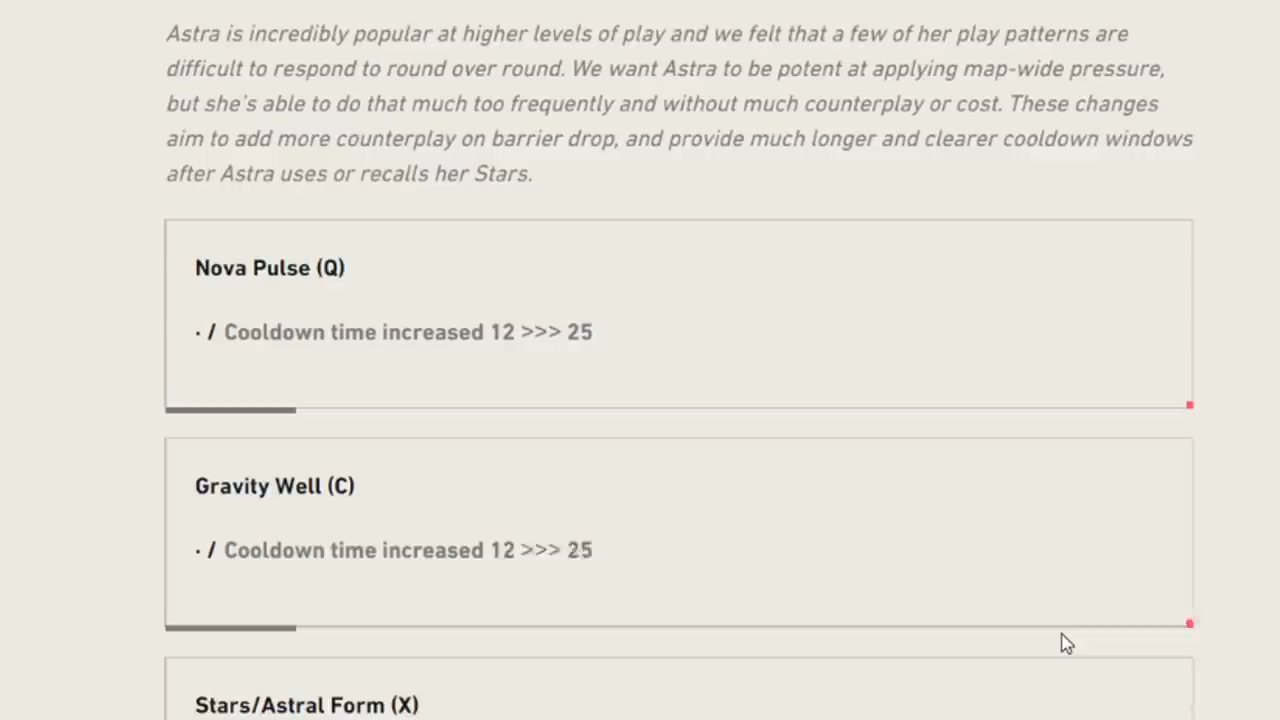 Astra is incredibly popular at higher levels of play and we felt that a few of her play patterns are
difficult to respond to round over round. We want Astra to be potent at applying map-wide pressure,
but she's able to do that much too frequently and without much counterplay or cost. These changes
aim to add more counterplay on barrier drop, and provide much longer and clearer cooldown windows
after Astra uses or recalls her Stars.
Nova Pulse (Q)
· / Cooldown time increased 12 >>> 25
Gravity Well (C)
· / Cooldown time increased 12 >>> 25
Stars/Astral Form (X)